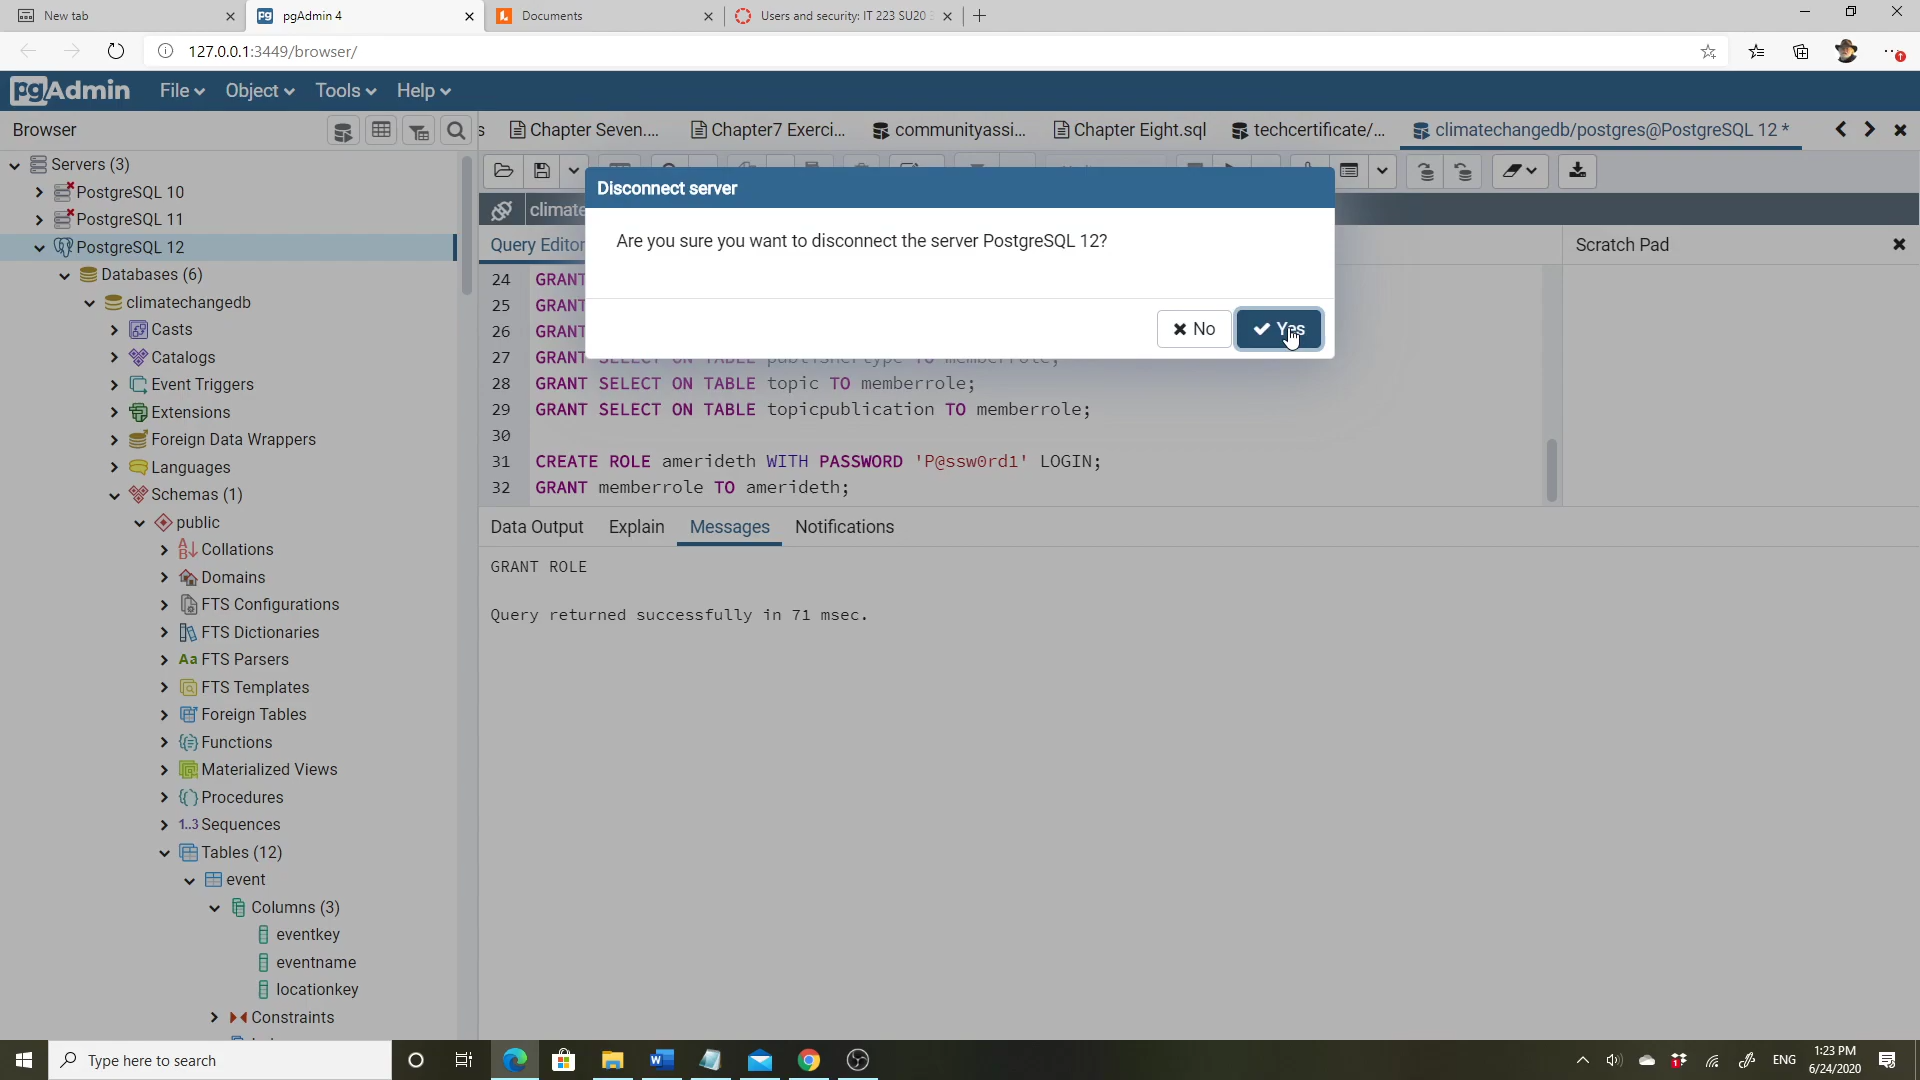 New tab
pgAdmin 4
Documents
Users and security: IT 223 SU20
127.0.0.1:3449/browser/
pgAdmin
File
Object
Tools
Help
Browser
s
Chapter Seven....
Chapter7 Exerci...
communityassi...
Chapter Eight.sql
techcertificate/...
climatechangedb/postgres@PostgreSQL 12 *
Servers (3)
PostgreSQL 10
PostgreSQL 11
PostgreSQL 12
Databases (6)
climatechangedb
Casts
Catalogs
Event Triggers
Extensions
Foreign Data Wrappers
Languages
Schemas (1)
public
Collations
Domains
FTS Configurations
FTS Dictionaries
Aa FTS Parsers
FTS Templates
Foreign Tables
Functions
Materialized Views
Procedures
1..3 Sequences
Tables (12)
event
Columns (3)
eventkey
eventname
locationkey
Constraints
Disconnect server
Are you sure you want to disconnect the server PostgreSQL 12?
No
Yes
climate
Query Editor
Scratch Pad
24 GRANT
25 GRANT
26 GRANT
27 GRANT SELECT ON TABLE publishertype TO memberrole;
28 GRANT SELECT ON TABLE topic TO memberrole;
29 GRANT SELECT ON TABLE topicpublication TO memberrole;
30
31 CREATE ROLE amerideth WITH PASSWORD 'P@ssw0rd1' LOGIN;
32 GRANT memberrole TO amerideth;
Data Output
Explain
Messages
Notifications
GRANT ROLE
Query returned successfully in 71 msec.
Type here to search
ENG
1:23 PM
6/24/2020